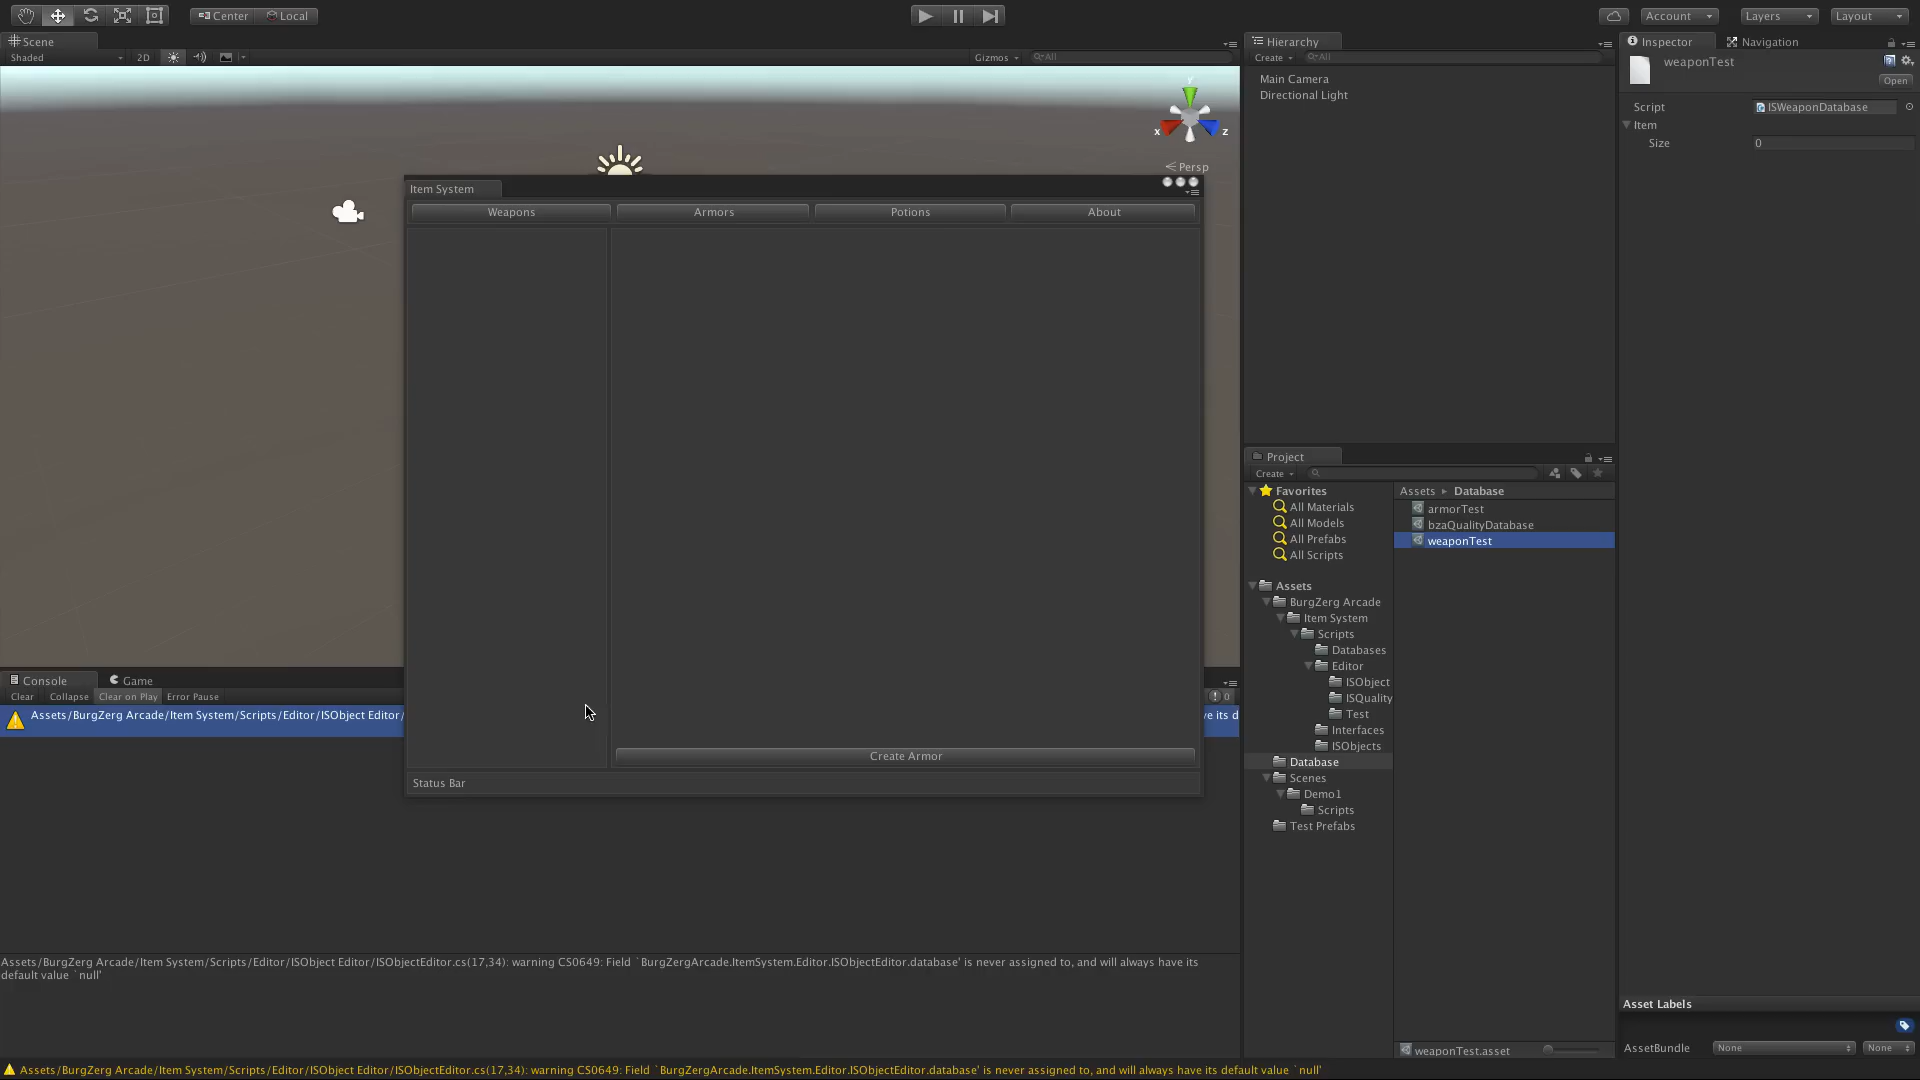 Center
Local
Account
Layers
Layout
Scene
Shaded
2D
Gizmos
All
Persp
y
x
z
Hierarchy
Create
All
Main Camera
Directional Light
Inspector
Navigation
weaponTest
Open
Script
ISWeaponDatabase
Item
Size
0
Item System
Weapons
Armors
Potions
About
Create Armor
Status Bar
Project
Create
Favorites
All Materials
All Models
All Prefabs
All Scripts
Assets
BurgZerg Arcade
Item System
Scripts
Databases
Editor
ISObject
ISQuality
Test
Interfaces
ISObjects
Database
Scenes
Demo1
Scripts
Test Prefabs
Assets
Database
armorTest
bzaQualityDatabase
weaponTest
weaponTest.asset
Console
Game
Clear
Collapse
Clear on Play
Error Pause
0
Assets/BurgZerg Arcade/Item System/Scripts/Editor/ISObject Editor/
ve its d
Assets/BurgZerg Arcade/Item System/Scripts/Editor/ISObject Editor/ISObjectEditor.cs(17,34): warning CS0649: Field `BurgZergArcade.ItemSystem.Editor.ISObjectEditor.database' is never assigned to, and will always have its
default value `null'
Asset Labels
AssetBundle
None
None
Assets/BurgZerg Arcade/Item System/Scripts/Editor/ISObject Editor/ISObjectEditor.cs(17,34): warning CS0649: Field `BurgZergArcade.ItemSystem.Editor.ISObjectEditor.database' is never assigned to, and will always have its default value `null'